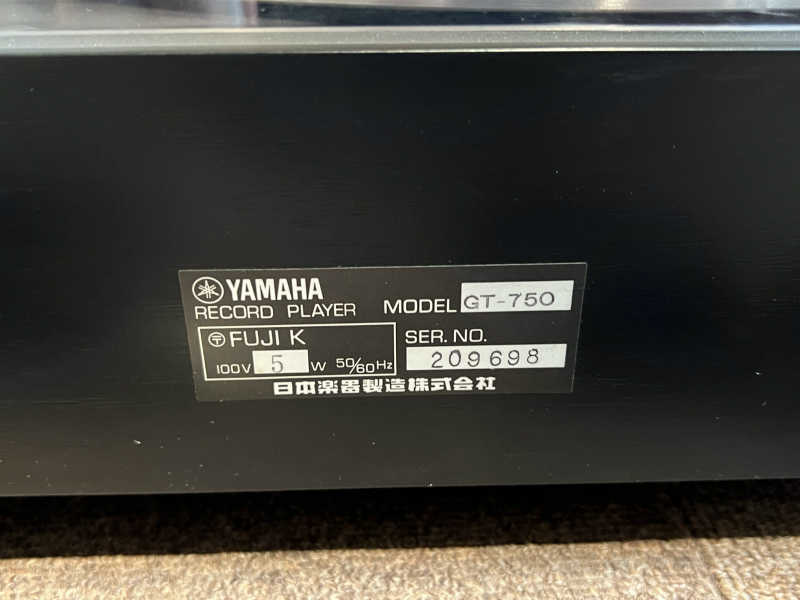 YAMAHA
RECORD PLAYER MODEL GT-750
〒 FUJI K SER. NO.
100V 5 W 50/60Hz 209698
日本楽器製造株式会社